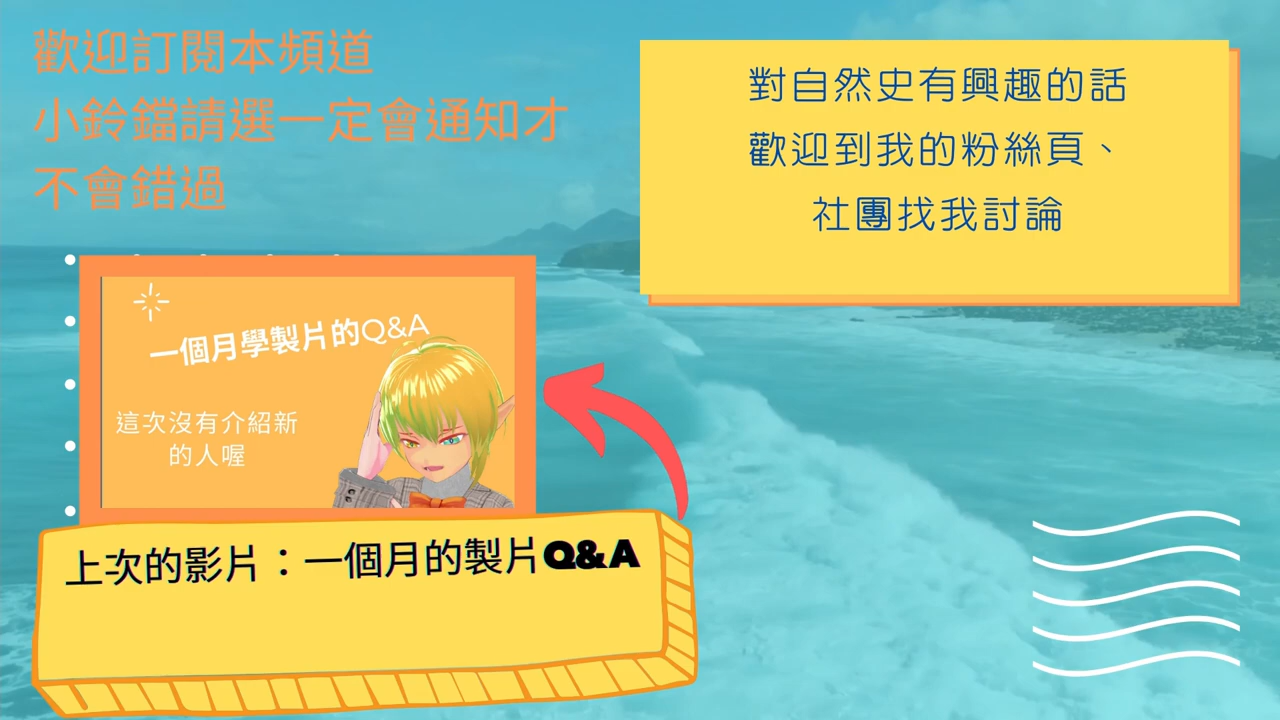 歡迎訂閱本頻道
小鈴鐺請選一定會通知才
不會錯過
對自然史有興趣的話
歡迎到我的粉絲頁、
社團找我討論
一個月學製片的Q&A
這次沒有介紹新
的人喔
上次的影片：一個月的製片Q&A